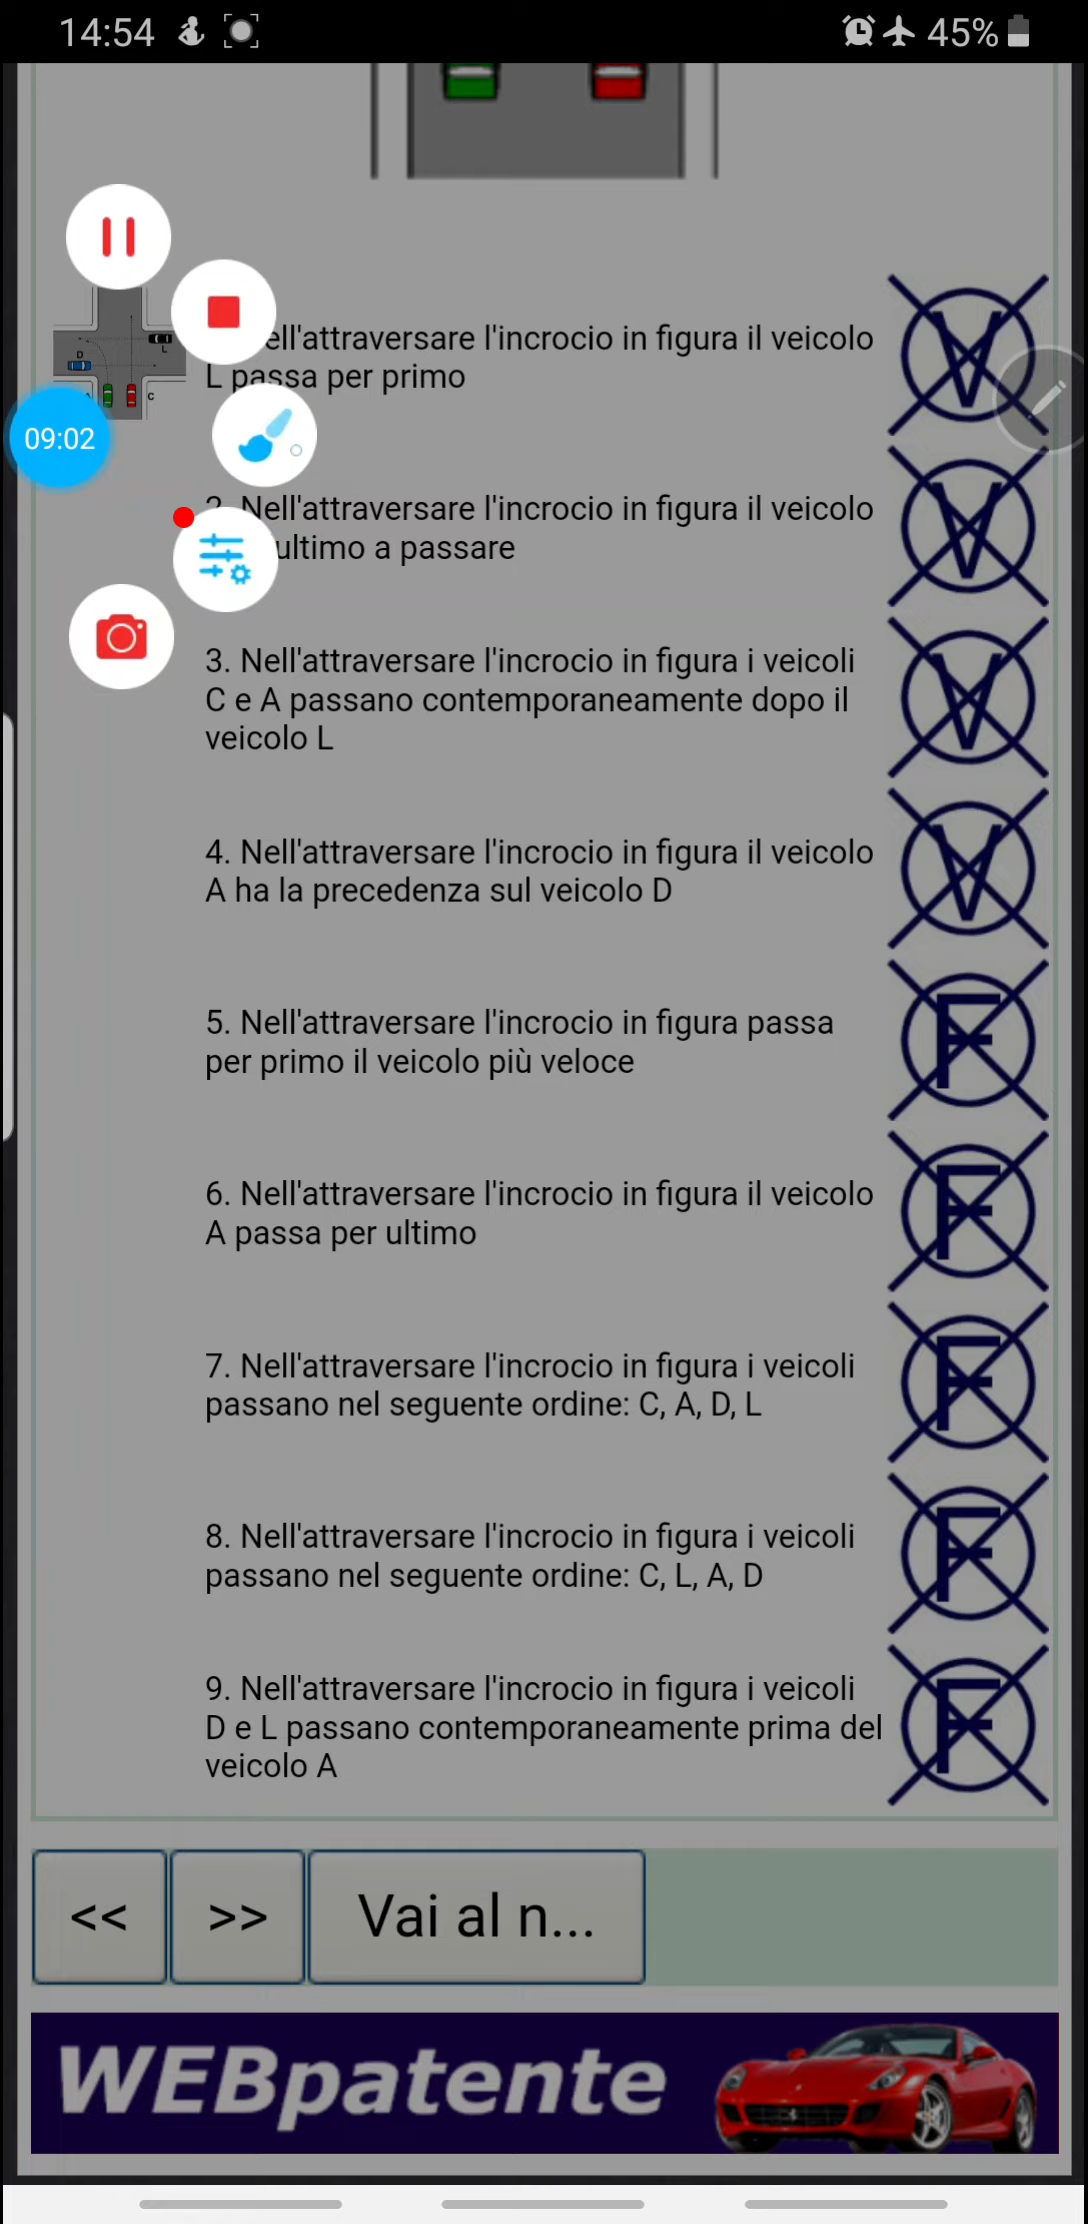 14:54
45%
ell'attraversare l'incrocio in figura il veicolo
L passa per primo
D
L
C
09:02
Nell'attraversare l'incrocio in figura il veicolo
ultimo a passare
3. Nell'attraversare l'incrocio in figura i veicoli
C e A passano contemporaneamente dopo il
veicolo L
4. Nell'attraversare l'incrocio in figura il veicolo
A ha la precedenza sul veicolo D
5. Nell'attraversare l'incrocio in figura passa
per primo il veicolo più veloce
6. Nell'attraversare l'incrocio in figura il veicolo
A passa per ultimo
7. Nell'attraversare l'incrocio in figura i veicoli
passano nel seguente ordine: C, A, D, L
8. Nell'attraversare l'incrocio in figura i veicoli
passano nel seguente ordine: C, L, A, D
9. Nell'attraversare l'incrocio in figura i veicoli
D e L passano contemporaneamente prima del
veicolo A
V
V
V
V
F
F
F
F
F
<< >> Vai al n...
WEBpatente